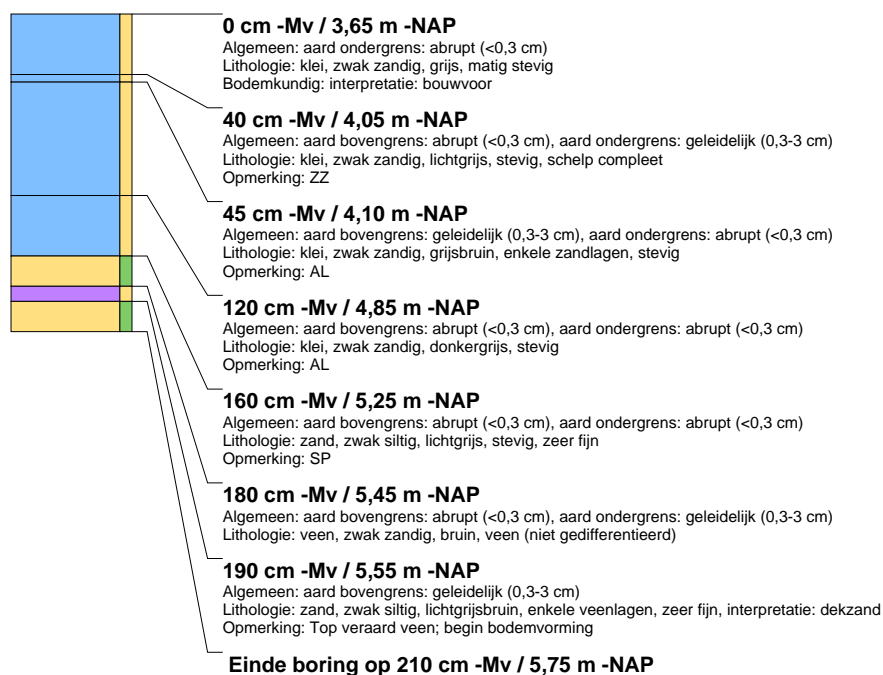 0 cm -Mv / 3,65 m -NAP
Algemeen: aard ondergrens: abrupt (<0,3 cm)
Lithologie: klei, zwak zandig, grijs, matig stevig
Bodemkundig: interpretatie: bouwvoor
40 cm -Mv / 4,05 m -NAP
Algemeen: aard bovengrens: abrupt (<0,3 cm), aard ondergrens: geleidelijk (0,3-3 cm)
Lithologie: klei, zwak zandig, lichtgrijs, stevig, schelp compleet
Opmerking: ZZ
45 cm -Mv / 4,10 m -NAP
Algemeen: aard bovengrens: geleidelijk (0,3-3 cm), aard ondergrens: abrupt (<0,3 cm)
Lithologie: klei, zwak zandig, grijsbruin, enkele zandlagen, stevig
Opmerking: AL
120 cm -Mv / 4,85 m -NAP
Algemeen: aard bovengrens: abrupt (<0,3 cm), aard ondergrens: abrupt (<0,3 cm)
Lithologie: klei, zwak zandig, donkergrijs, stevig
Opmerking: AL
160 cm -Mv / 5,25 m -NAP
Algemeen: aard bovengrens: abrupt (<0,3 cm), aard ondergrens: abrupt (<0,3 cm)
Lithologie: zand, zwak siltig, lichtgrijs, stevig, zeer fijn
Opmerking: SP
180 cm -Mv / 5,45 m -NAP
Algemeen: aard bovengrens: abrupt (<0,3 cm), aard ondergrens: geleidelijk (0,3-3 cm)
Lithologie: veen, zwak zandig, bruin, veen (niet gedifferentieerd)
190 cm -Mv / 5,55 m -NAP
Algemeen: aard bovengrens: geleidelijk (0,3-3 cm)
Lithologie: zand, zwak siltig, lichtgrijsbruin, enkele veenlagen, zeer fijn, interpretatie: dekzand
Opmerking: Top veraard veen; begin bodemvorming
Einde boring op 210 cm -Mv / 5,75 m -NAP